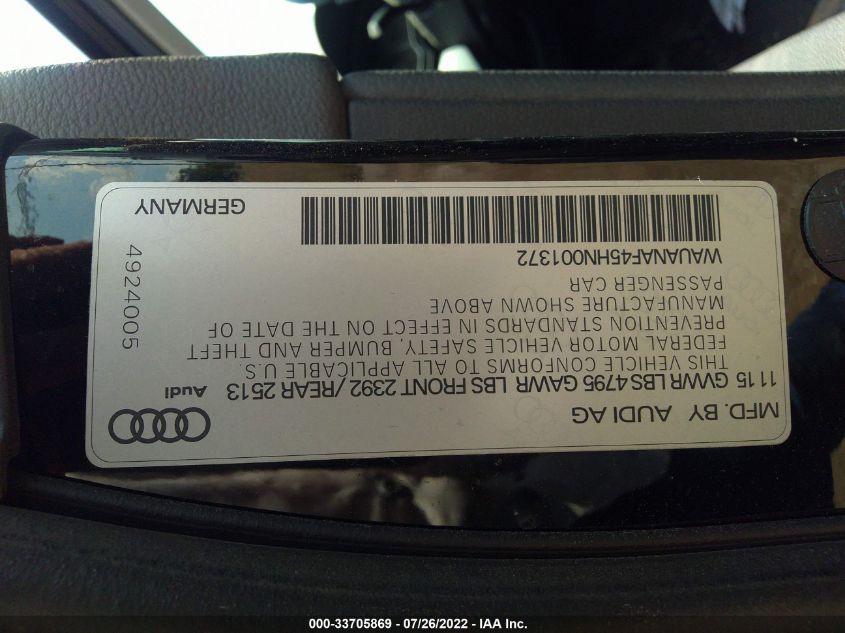 MFD. BY AUDI AG
11 15 GWVR LBS 4795 GAWR LBS FRONT 2392 / REAR 2513
Audi
THIS VEHICLE CONFORMS TO ALL APPLICABLE U.S.
FEDERAL MOTOR VEHICLE SAFETY, BUMPER AND THEFT
PREVENTION STANDARDS IN EFFECT ON THE DATE OF
MANUFACTURE SHOWN ABOVE
PASSENGER CAR
WAUANAF45HN001372
GERMANY
4924005
000-33705869 - 07/26/2022 - IAA Inc.